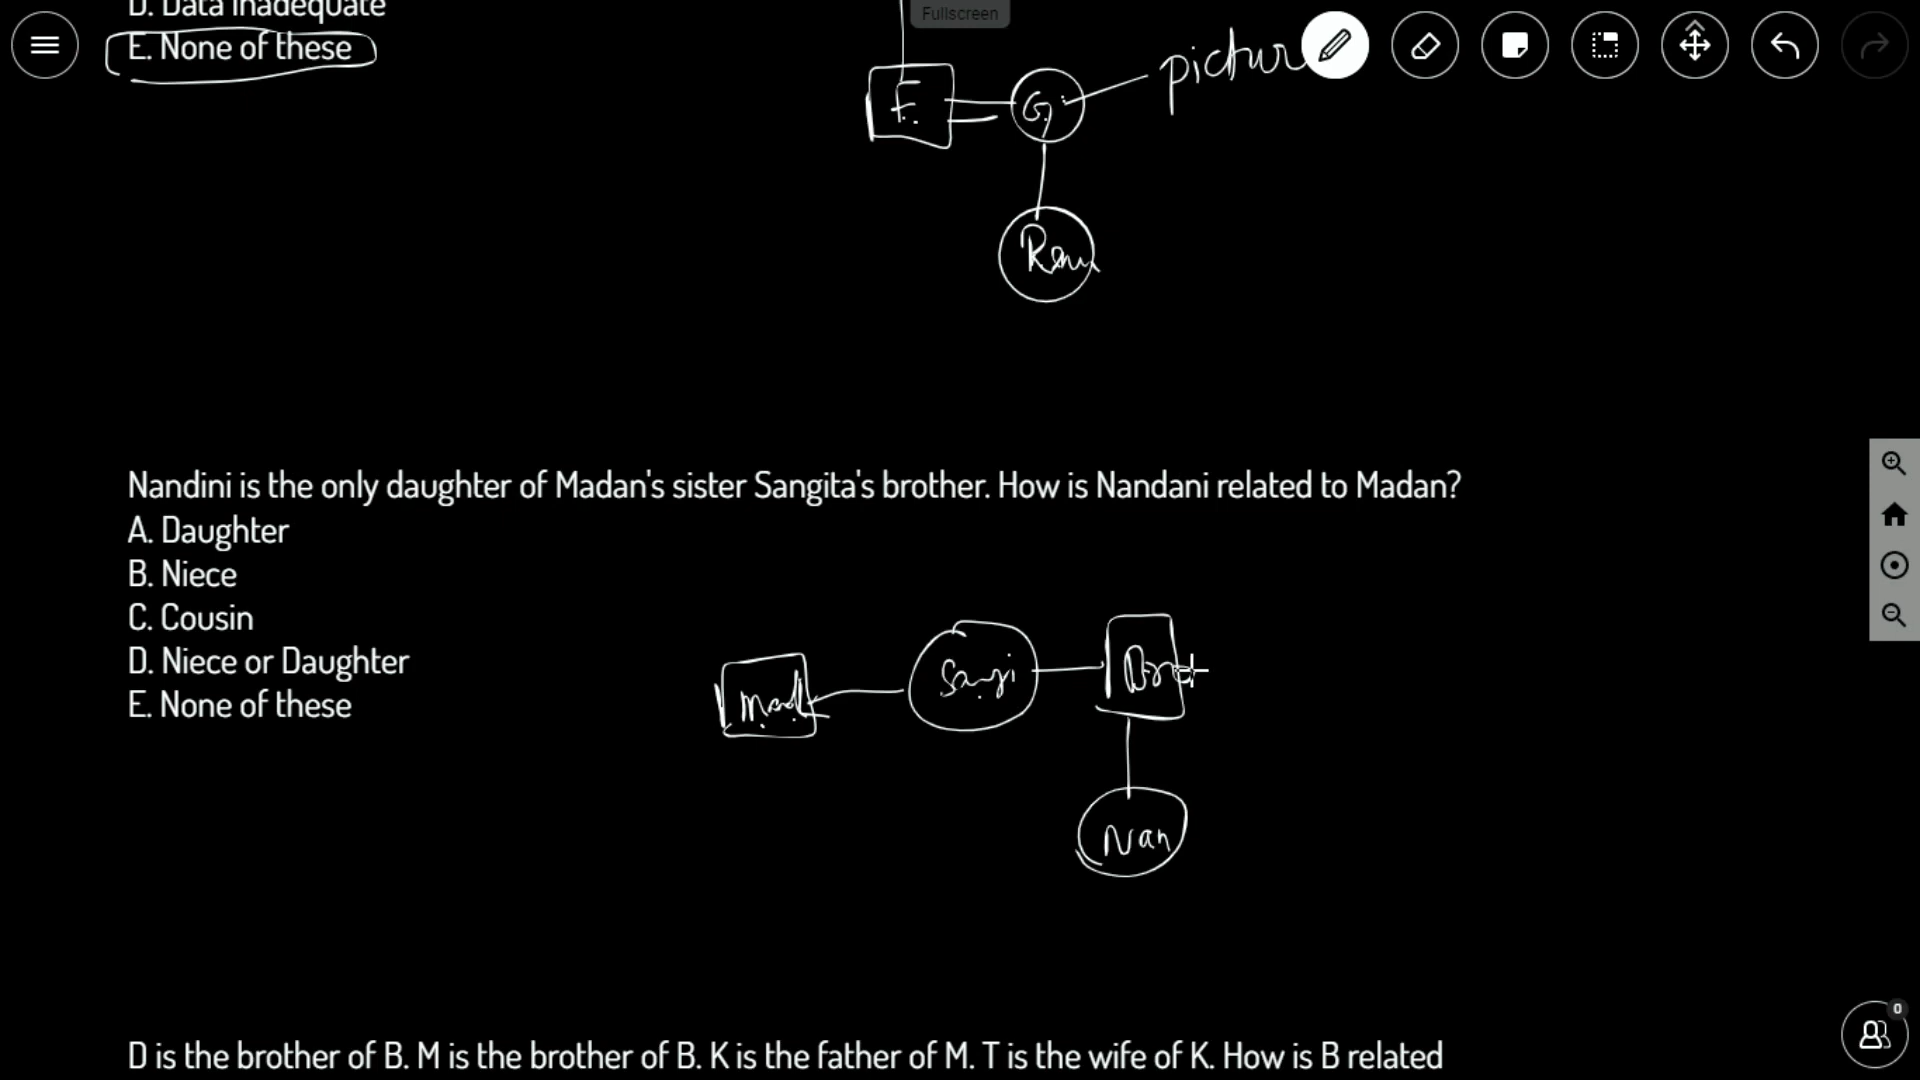 D. Data inadequate
Fullscreen
E. None of these
F
G
pictur
Nandini is the only daughter of Madan's sister Sangita's brother. How is Nandani related to Madan?
A. Daughter
B. Niece
C. Cousin
D. Niece or Daughter
E. None of these
Sangi
Mad
Nan
0
D is the brother of B. M is the brother of B. K is the father of M. T is the wife of K. How is B related